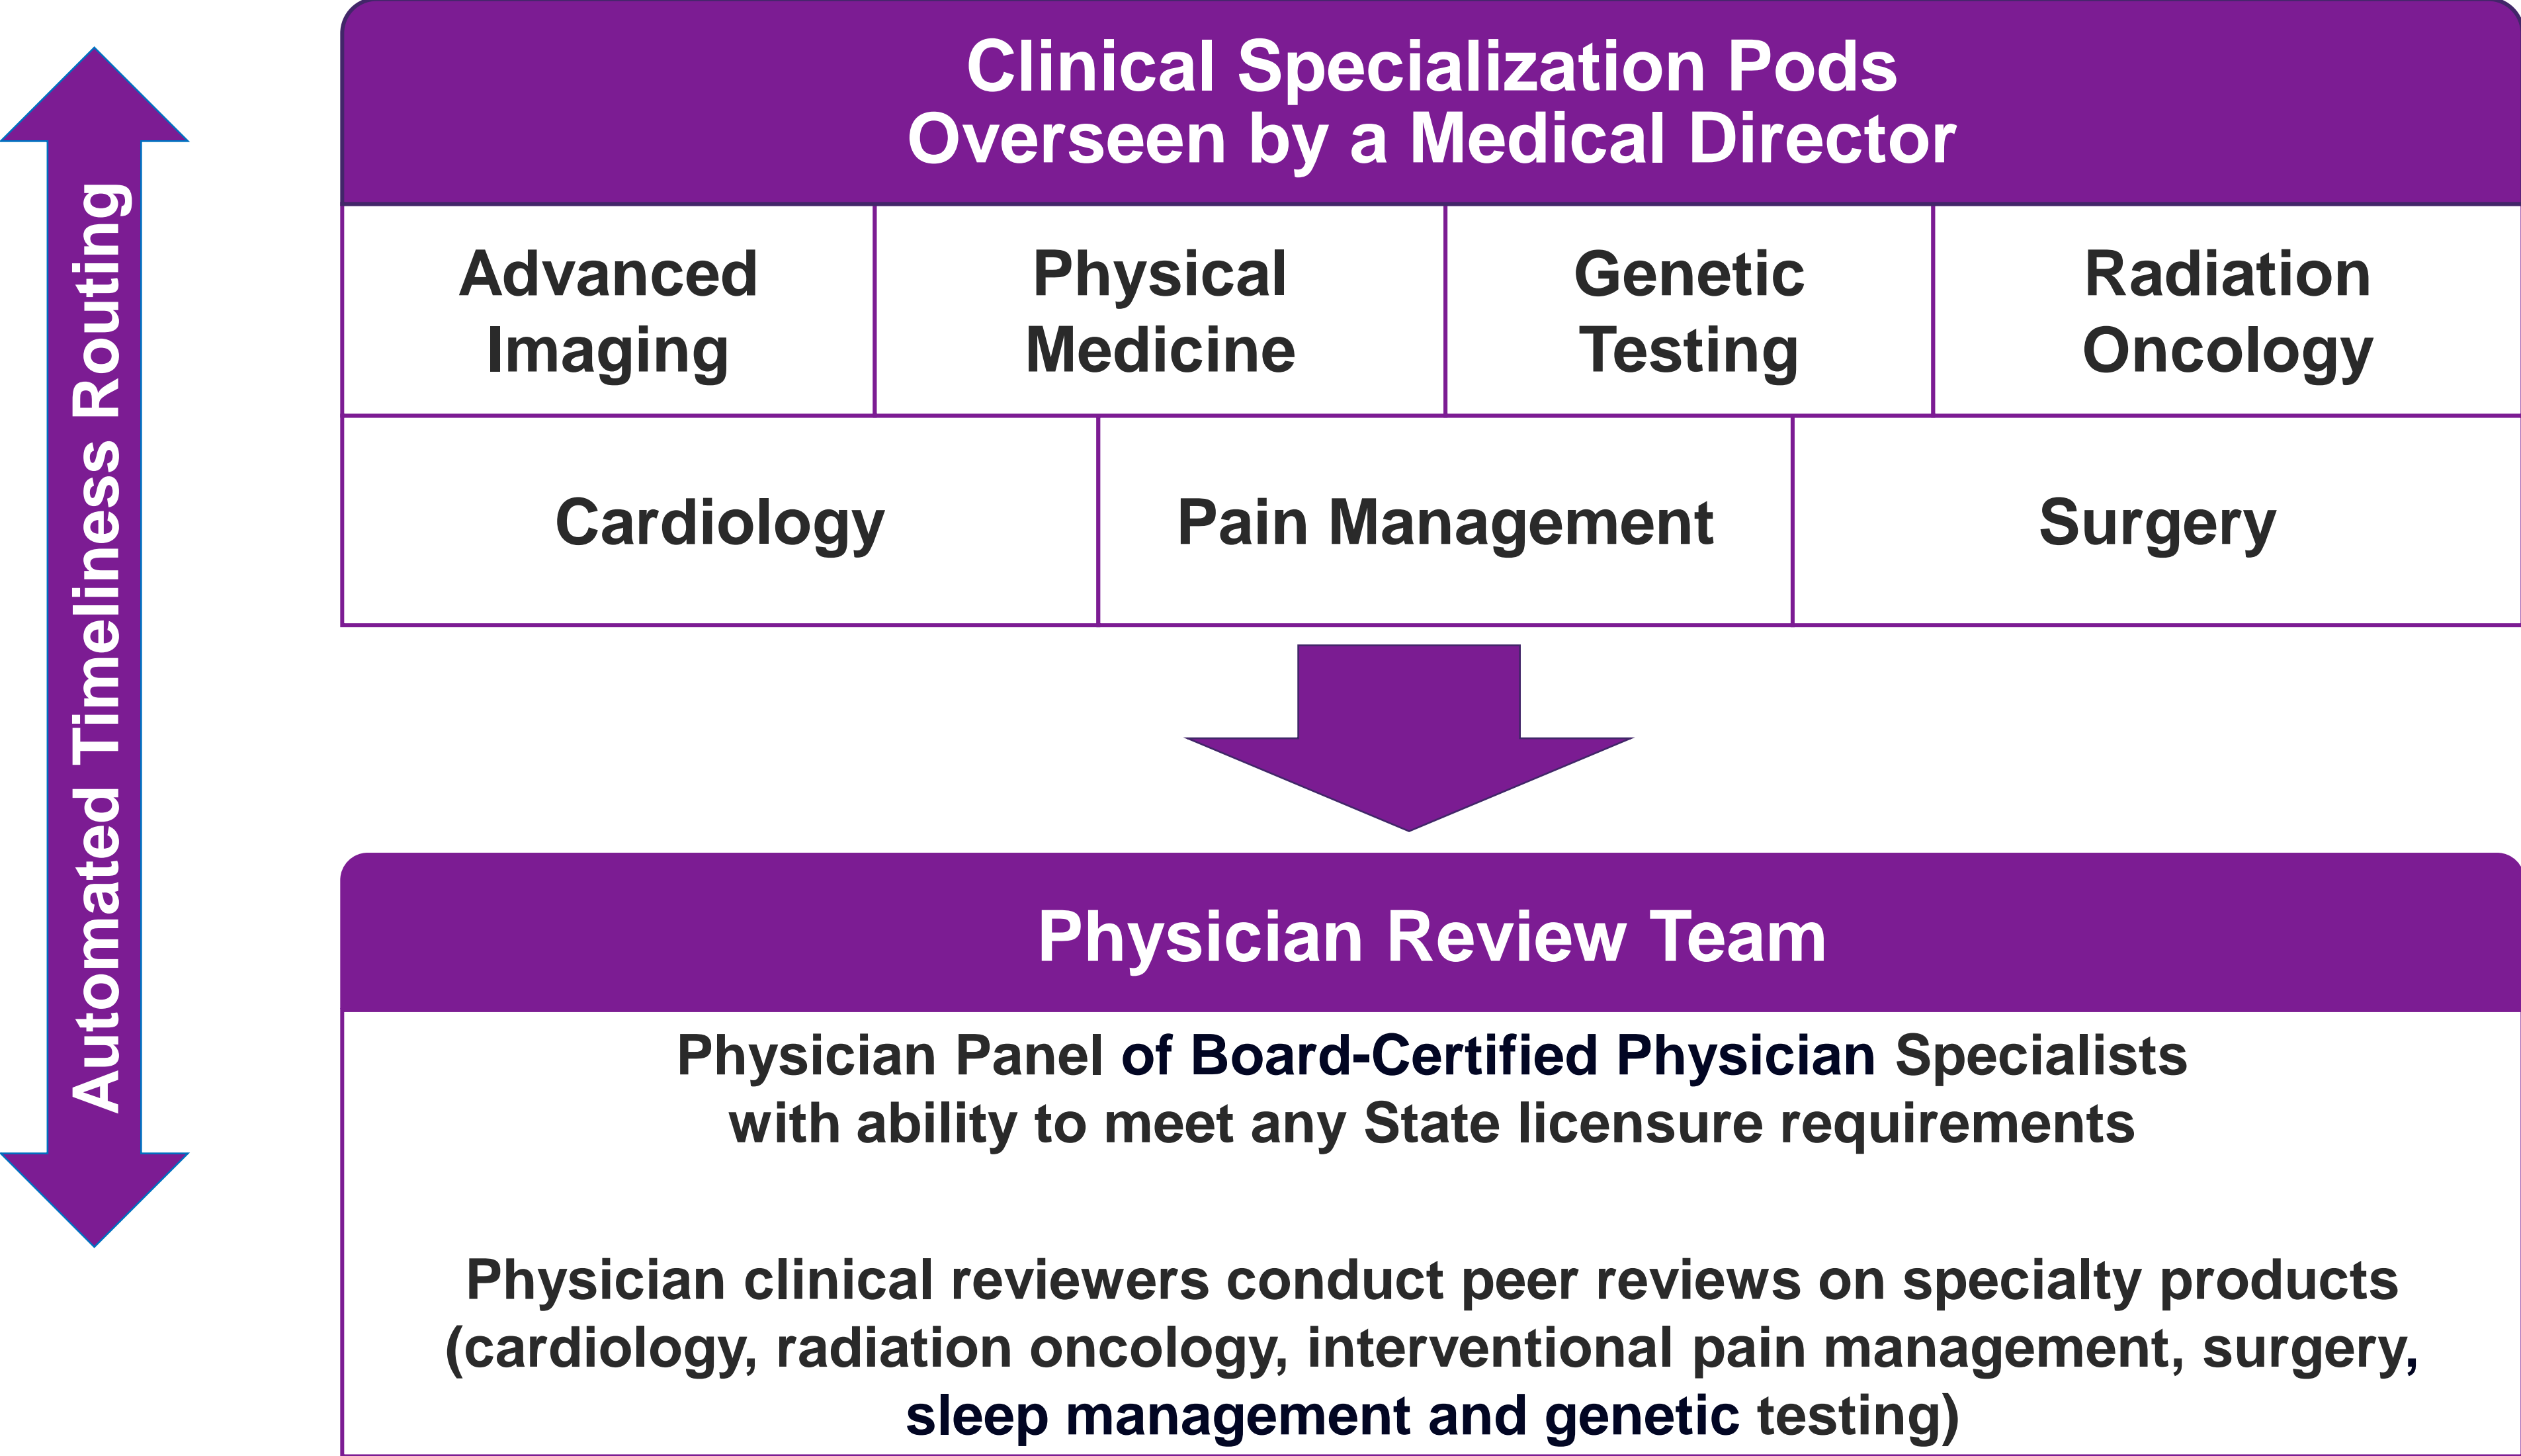 Automated Timeliness Routing
Clinical Specialization Pods
Overseen by a Medical Director
Advanced
Imaging
Physical
Medicine
Genetic
Testing
Radiation
Oncology
Cardiology
Pain Management
Surgery
Physician Review Team
Physician Panel of Board-Certified Physician Specialists
with ability to meet any State licensure requirements
Physician clinical reviewers conduct peer reviews on specialty products
(cardiology, radiation oncology, interventional pain management, surgery,
sleep management and genetic testing)